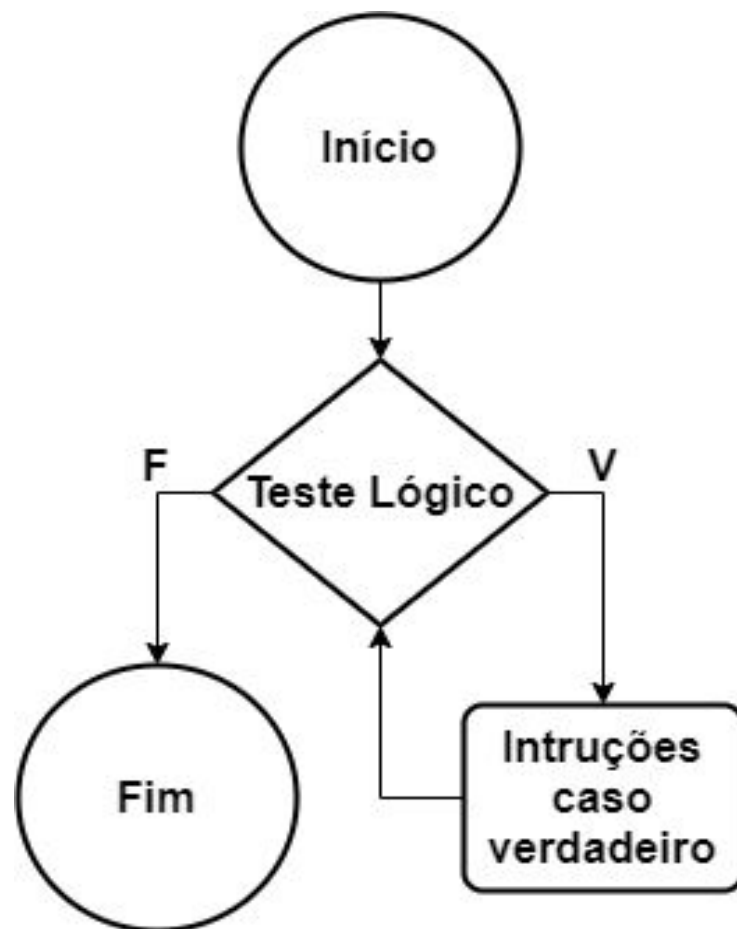 Início
F
V
Teste Lógico
Fim
Intruções
caso
verdadeiro